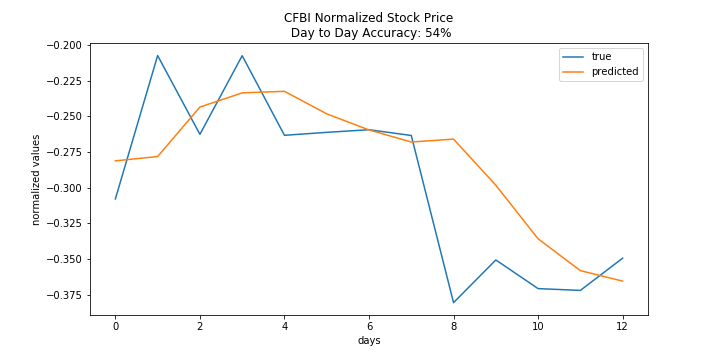 CFBI Normalized Stock Price
Day to Day Accuracy: 54%
true
predicted
normalized values
−0.200
−0.225
−0.250
−0.275
−0.300
−0.325
−0.350
−0.375
0
2
4
6
8
10
12
days